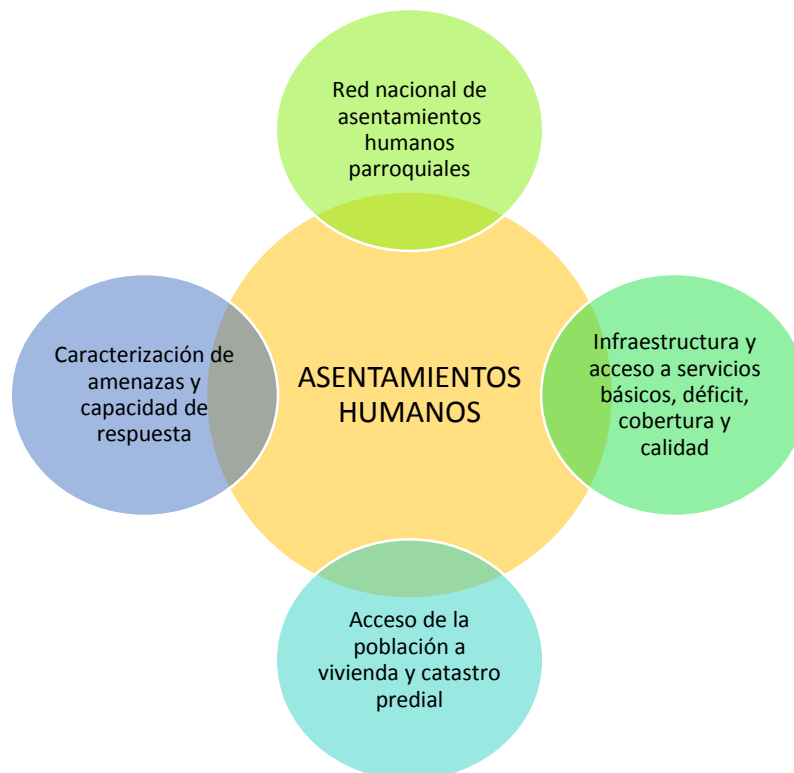 Red nacional de
asentamientos
humanos
parroquiales
Caracterización de
amenazas y
capacidad de
respuesta
ASENTAMIENTOS
HUMANOS
Infraestructura y
acceso a servicios
básicos, déficit,
cobertura y
calidad
Acceso de la
población a
vivienda y catastro
predial